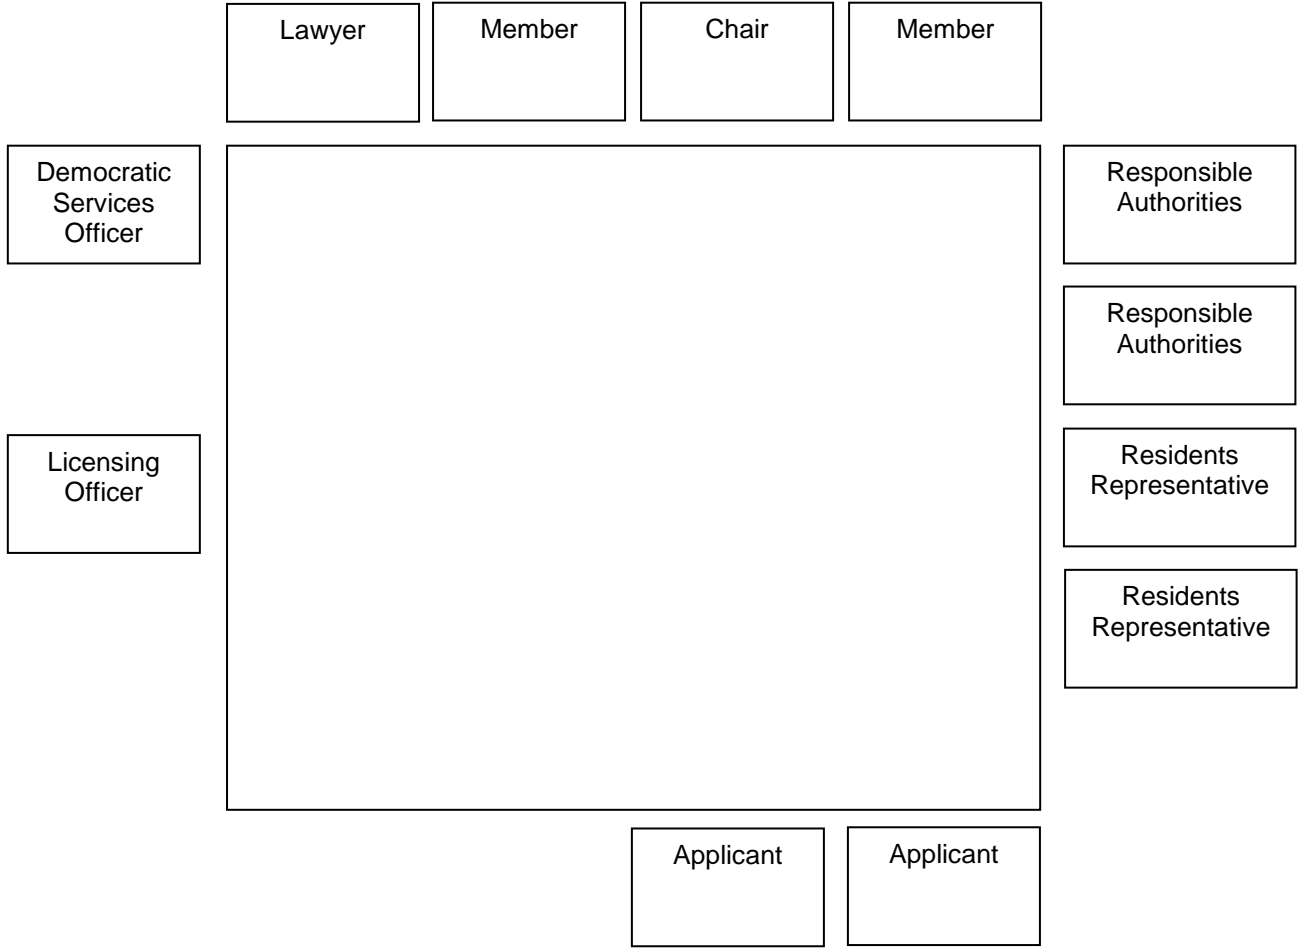 Lawyer
Member
Chair
Member
Democratic
Services
Officer
Responsible
Authorities
Responsible
Authorities
Licensing
Officer
Residents
Representative
Residents
Representative
Applicant
Applicant